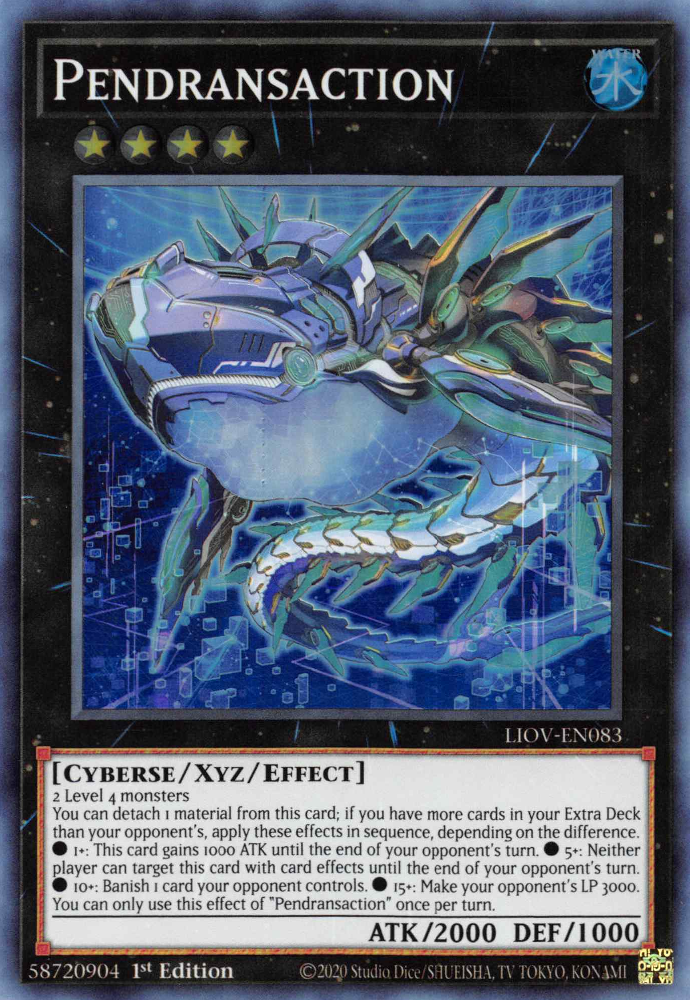 PENDRANSACTION
WATER
水
LIOV-EN083
[CYBERSE/XYZ/EFFECT]
2 Level 4 monsters
You can detach 1 material from this card; if you have more cards in your Extra Deck
than your opponent's, apply these effects in sequence, depending on the difference.
● 1+: This card gains 1000 ATK until the end of your opponent's turn. ● 5+: Neither
player can target this card with card effects until the end of your opponent's turn.
● 10+: Banish 1 card your opponent controls. ● 15+: Make your opponent's LP 3000.
You can only use this effect of "Pendransaction" once per turn.
ATK/2000 DEF/1000
58720904 1st Edition ©2020 Studio Dice/SHUEISHA, TV TOKYO, KONAMI